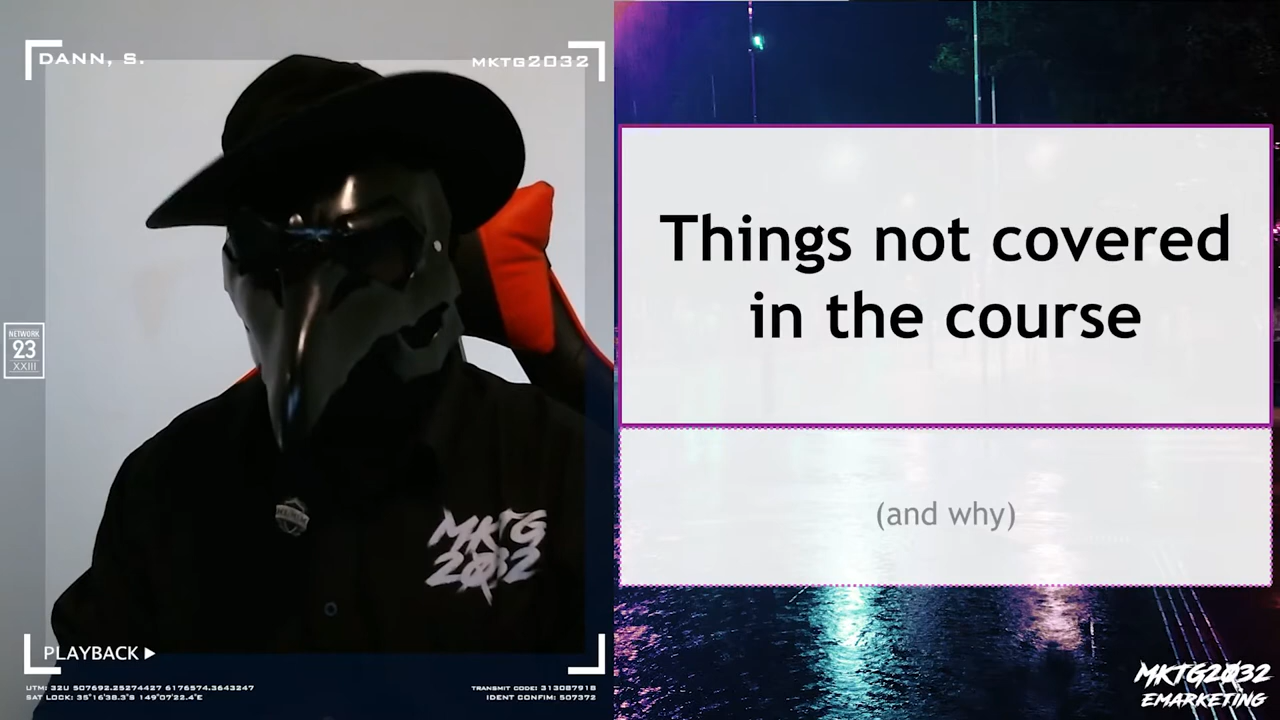 DANN, S.
MKTG2032
NETWORK
23
XXIII
MKTG
2032
PLAYBACK
UTM: 32U 507692.25274427 6176574.3643247
SAT LOCK: 35°16'38.3"S 149°07'22.4"E
TRANSMIT CODE: 313087918
IDENT CONFIM: 507372
Things not covered
in the course
(and why)
MKTG2032
EMARKETING